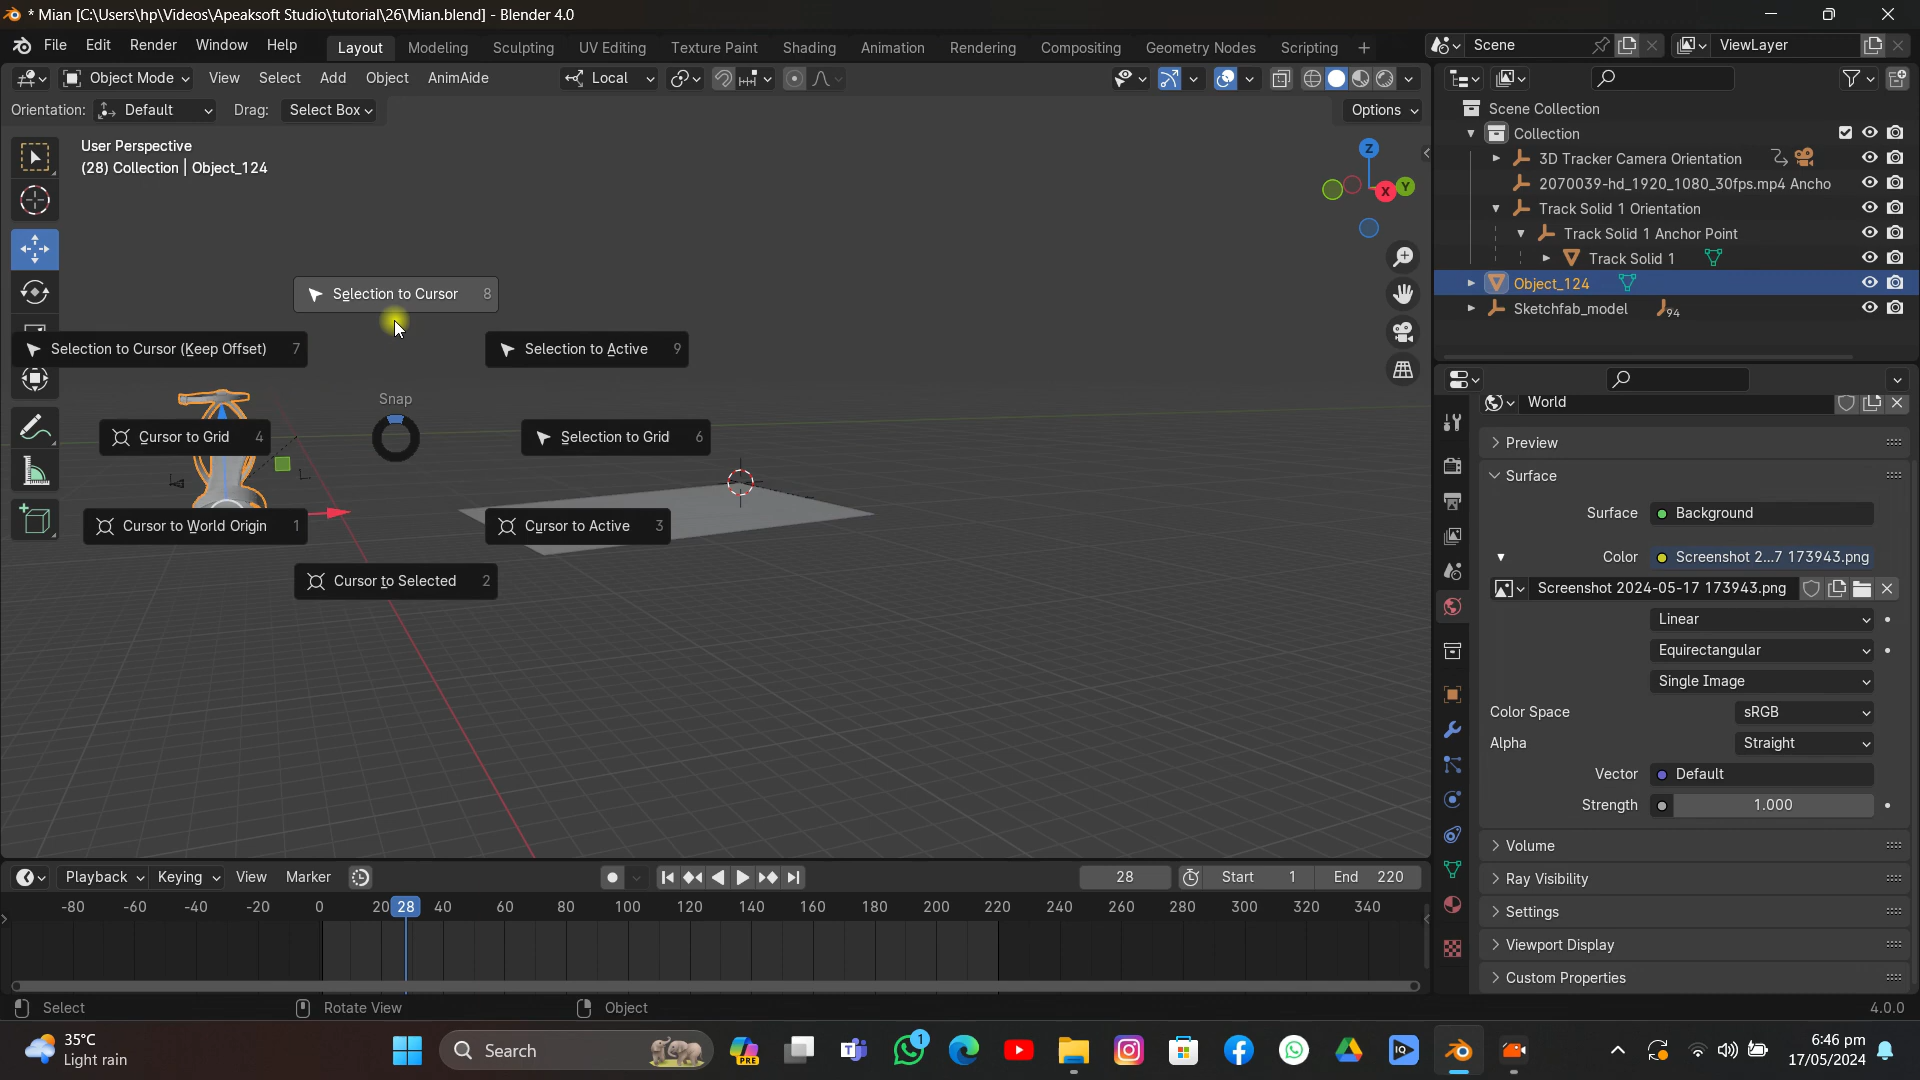 * Mian [C:\Users\hp\Videos\Apeaksoft Studio\tutorial\26\Mian.blend] - Blender 4.0
File Edit Render Window Help Layout Modeling Sculpting UV Editing Texture Paint Shading Animation Rendering Compositing Geometry Nodes Scripting + Scene ViewLayer
Object Mode View Select Add Object AnimAide Local
Orientation: Default Drag: Select Box Options
User Perspective
(28) Collection | Object_124
Z
X Y
Selection to Cursor 8
Selection to Cursor (Keep Offset) 7
Selection to Active 9
Snap
Cursor to Grid 4
Selection to Grid 6
Cursor to World Origin 1
Cursor to Active 3
Cursor to Selected 2
Scene Collection
Collection
3D Tracker Camera Orientation
2070039-hd_1920_1080_30fps.mp4 Ancho
Track Solid 1 Orientation
Track Solid 1 Anchor Point
Track Solid 1
Object_124
Sketchfab_model 94
World
Preview
Surface
Surface Background
Color Screenshot 2...7 173943.png
Screenshot 2024-05-17 173943.png
Linear
Equirectangular
Single Image
Color Space sRGB
Alpha Straight
Vector Default
Strength 1.000
Volume
Ray Visibility
Settings
Viewport Display
Custom Properties
Playback Keying View Marker 28 Start 1 End 220
-80 -60 -40 -20 0 20 28 40 60 80 100 120 140 160 180 200 220 240 260 280 300 320 340
Select Rotate View Object 4.0.0
35°C
Light rain
Search
PRE
1
IQ
6:46 pm
17/05/2024